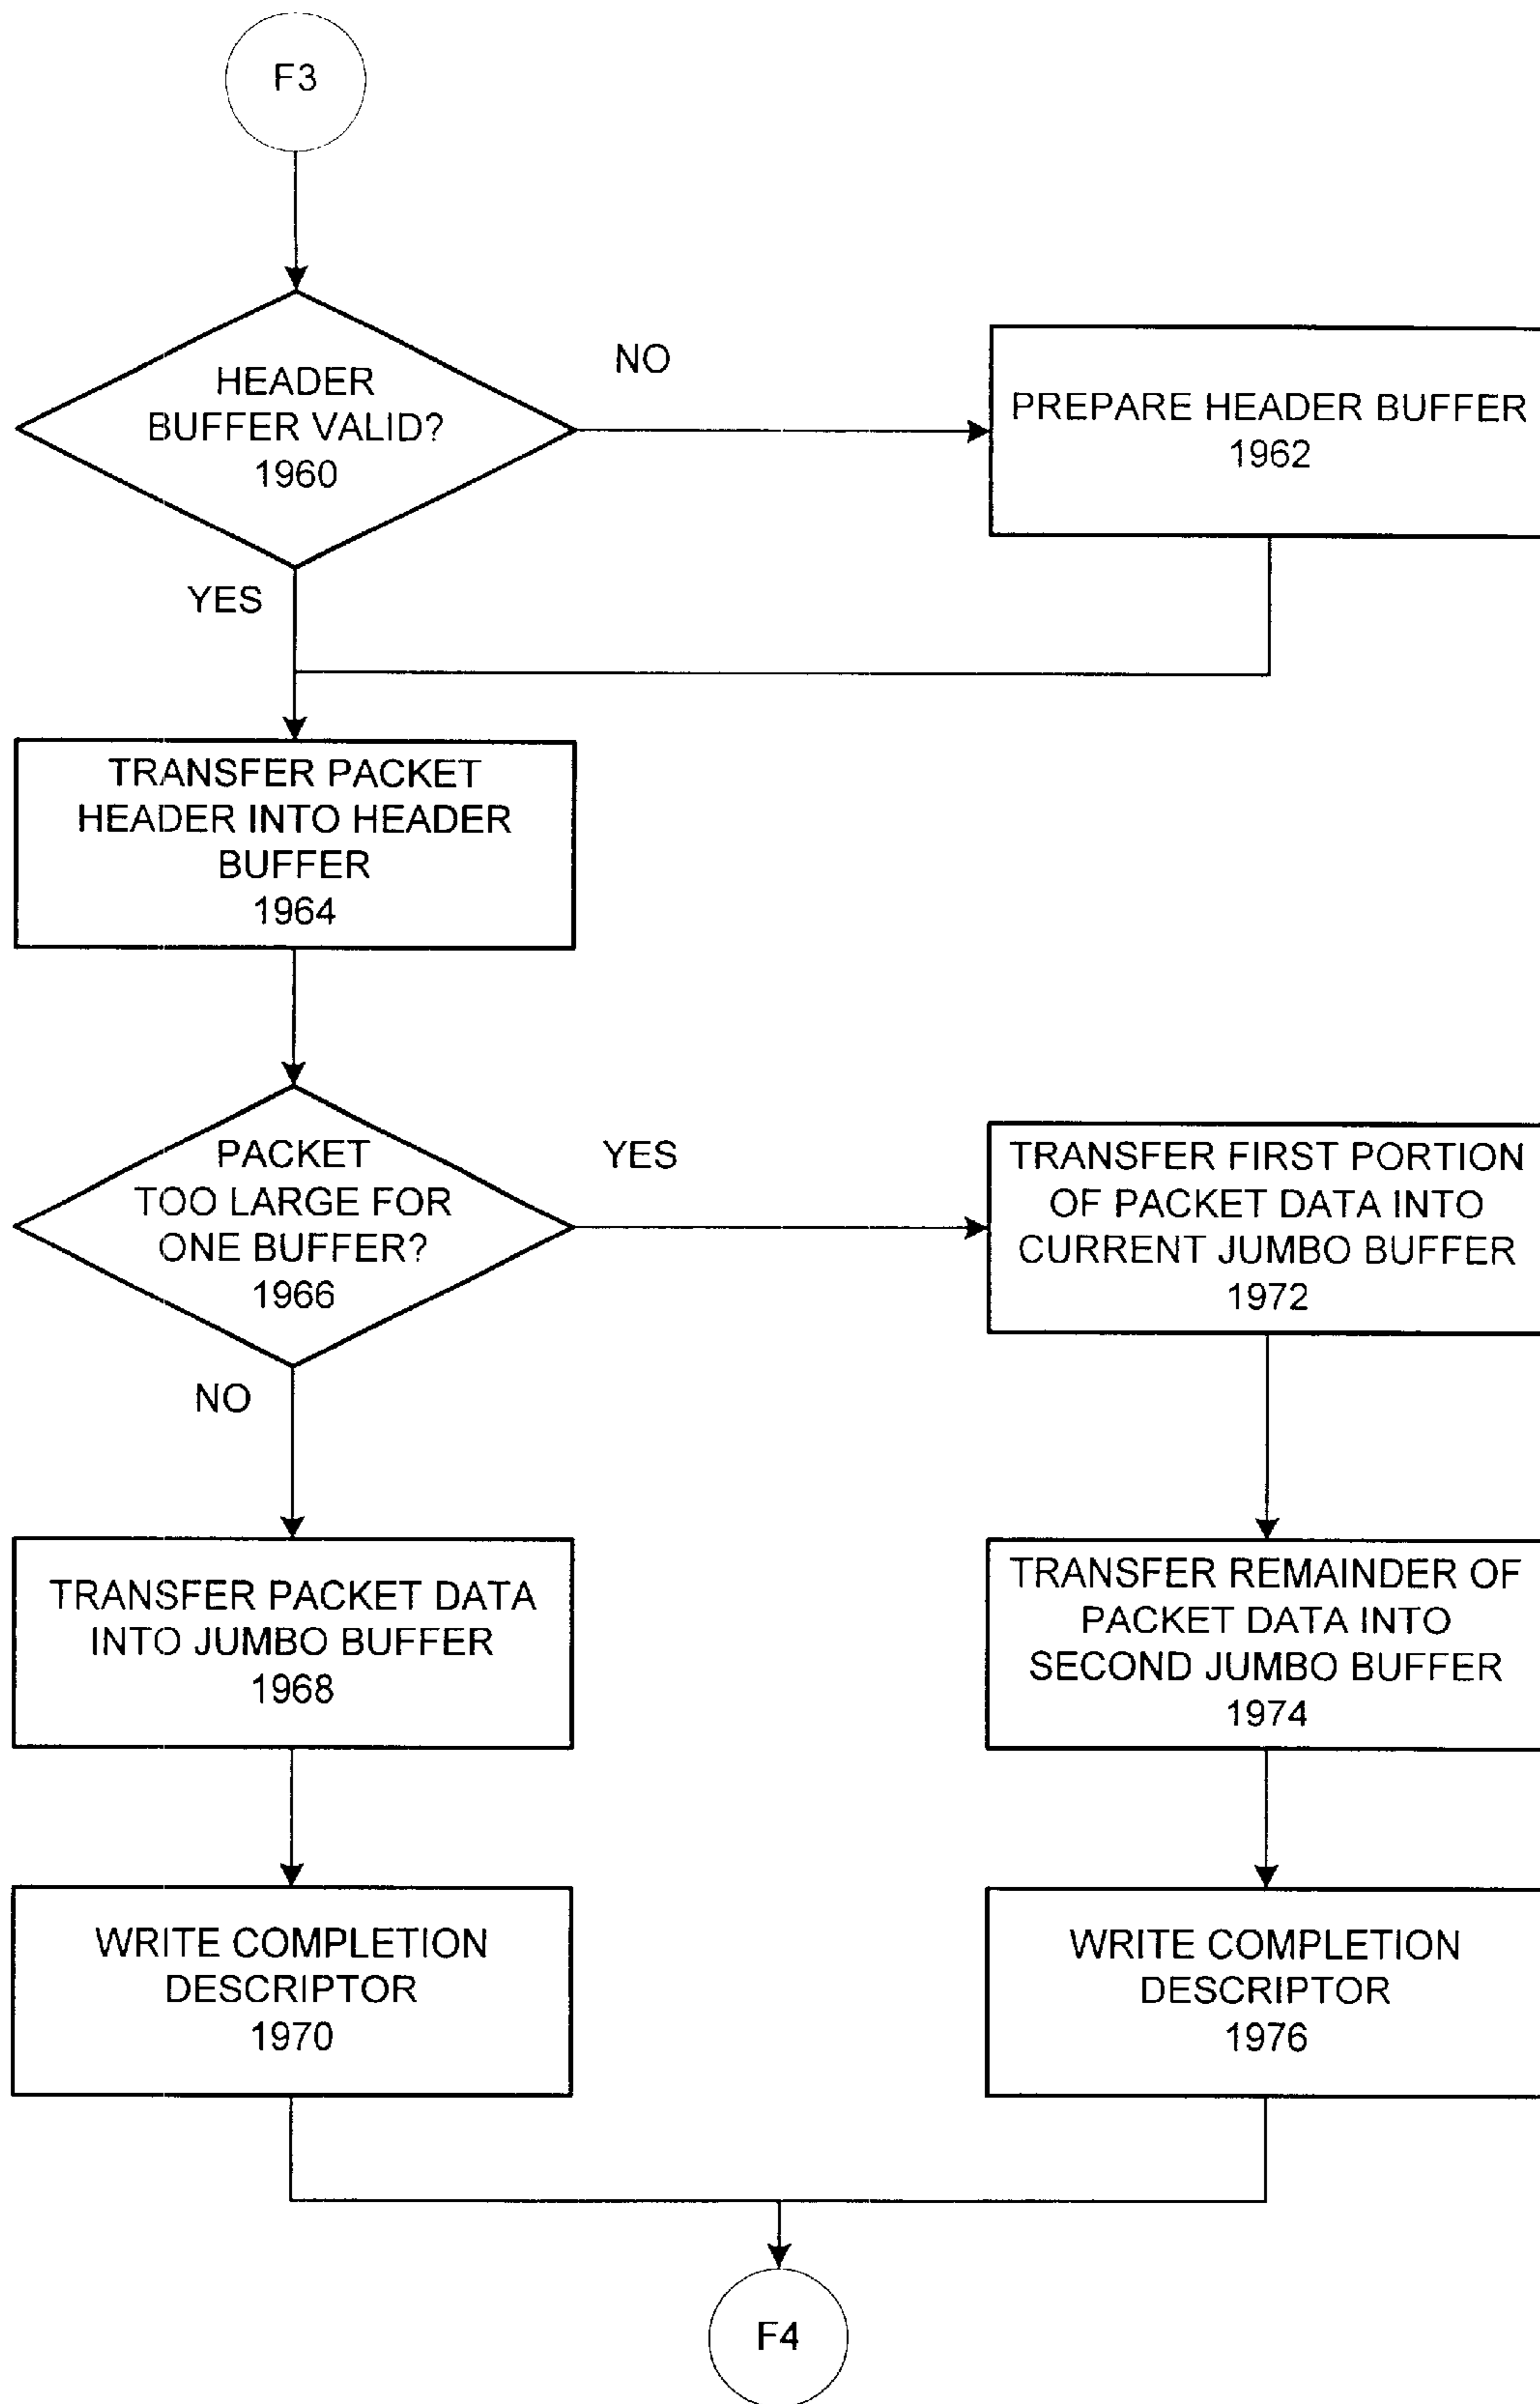 F3
HEADER
BUFFER VALID?
1960
NO
PREPARE HEADER BUFFER
1962
YES
TRANSFER PACKET
HEADER INTO HEADER
BUFFER
1964
PACKET
TOO LARGE FOR
ONE BUFFER?
1966
YES
TRANSFER FIRST PORTION
OF PACKET DATA INTO
CURRENT JUMBO BUFFER
1972
NO
TRANSFER PACKET DATA
INTO JUMBO BUFFER
1968
TRANSFER REMAINDER OF
PACKET DATA INTO
SECOND JUMBO BUFFER
1974
WRITE COMPLETION
DESCRIPTOR
1970
WRITE COMPLETION
DESCRIPTOR
1976
F4